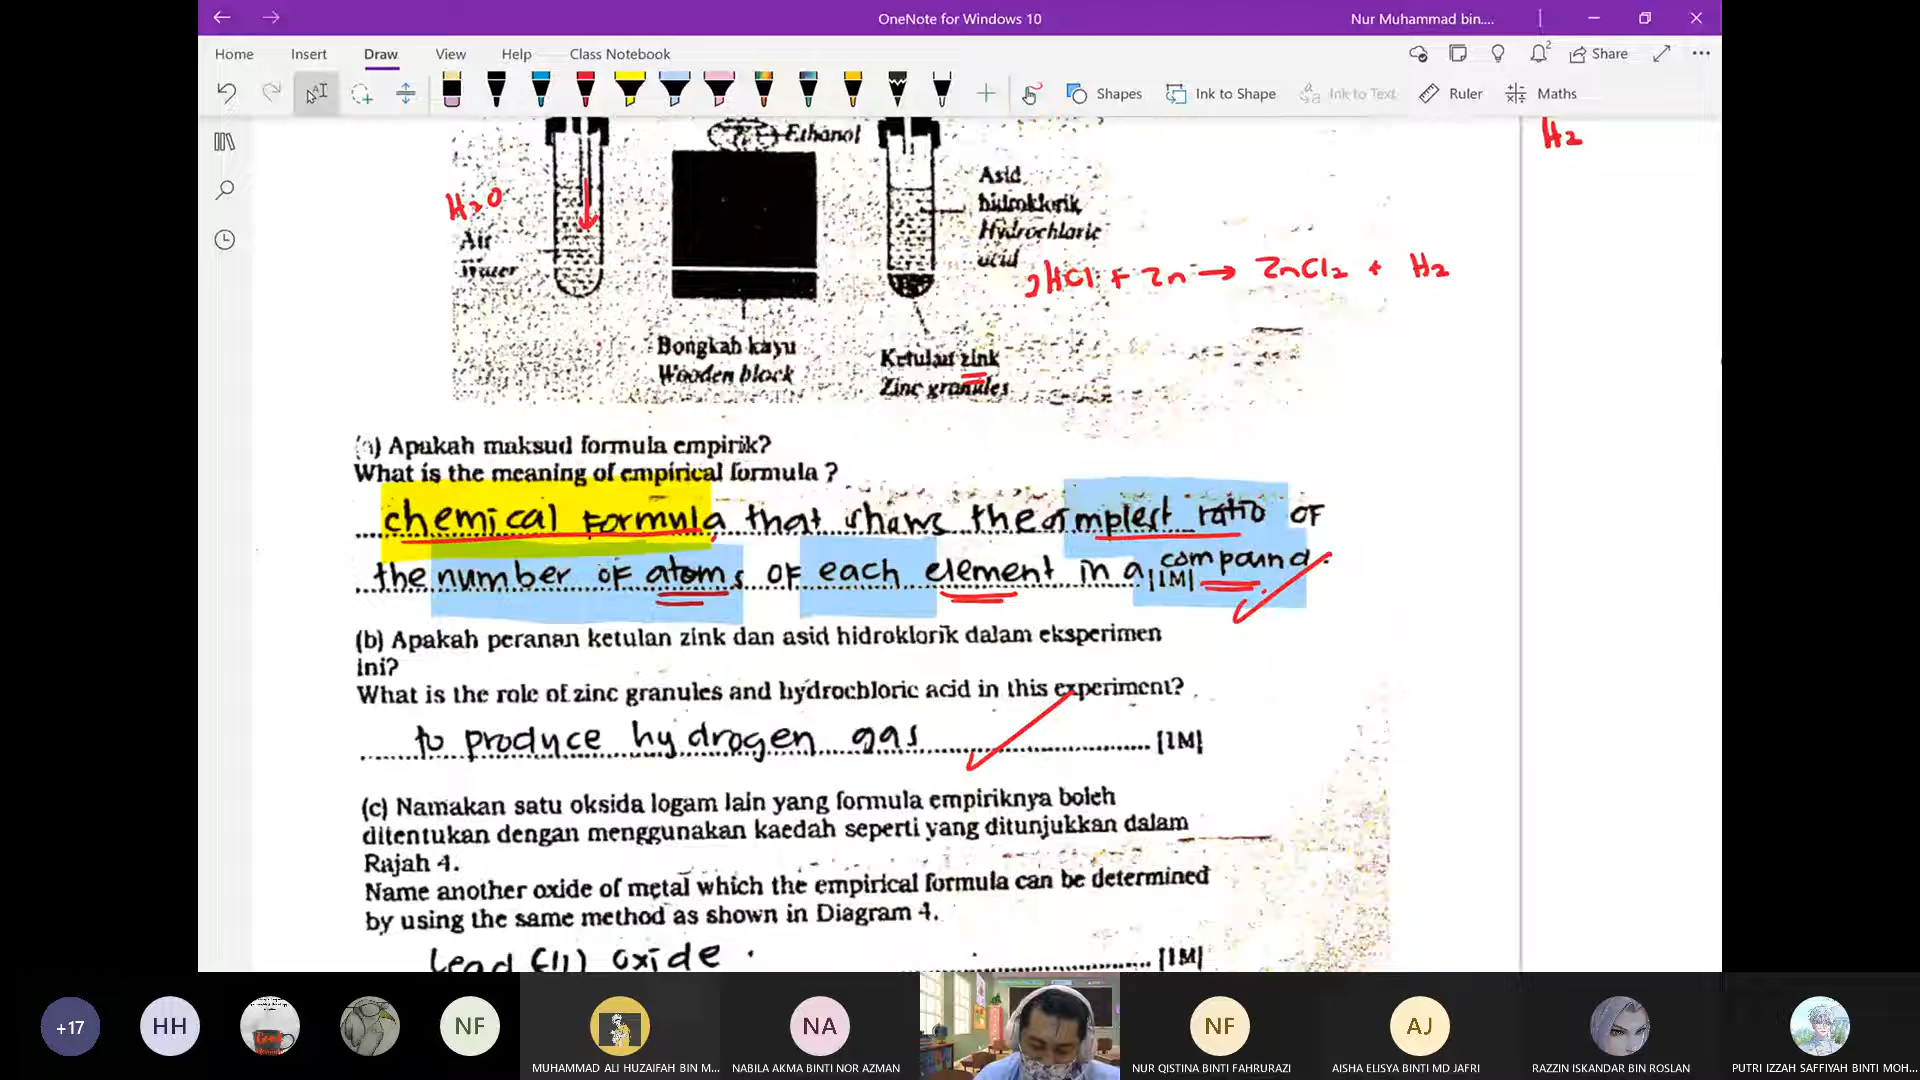 OneNote for Windows 10
Nur Muhammad bin....
Home Insert Draw View Help Class Notebook
2
Share
Shapes Ink to Shape Ink to Text Ruler Maths
H2
Ethanol
H2O
Air
Water
Asid
hidroklorik
Hydrochloric
acid
2HCl + Zn → ZnCl2 + H2
Bongkah kayu
Wooden block
Ketulan zink
Zinc granules
(a) Apakah maksud formula empirik?
What is the meaning of empirical formula ?
chemical formula that shows the simplest ratio of
the number of atoms of each element in a compound.
[1M]
(b) Apakah peranan ketulan zink dan asid hidroklorik dalam eksperimen
ini?
What is the role of zinc granules and hydrochloric acid in this experiment?
to produce hydrogen gas [1M]
(c) Namakan satu oksida logam lain yang formula empiriknya boleh
ditentukan dengan menggunakan kaedah seperti yang ditunjukkan dalam
Rajah 4.
Name another oxide of metal which the empirical formula can be determined
by using the same method as shown in Diagram 4.
Lead (II) oxide . [1M]
+17 HH NF NA NF AJ
MUHAMMAD ALI HUZAIFAH BIN M... NABILA AKMA BINTI NOR AZMAN NUR QISTINA BINTI FAHRURAZI AISHA ELISYA BINTI MD JAFRI RAZZIN ISKANDAR BIN ROSLAN PUTRI IZZAH SAFFIYAH BINTI MOH...